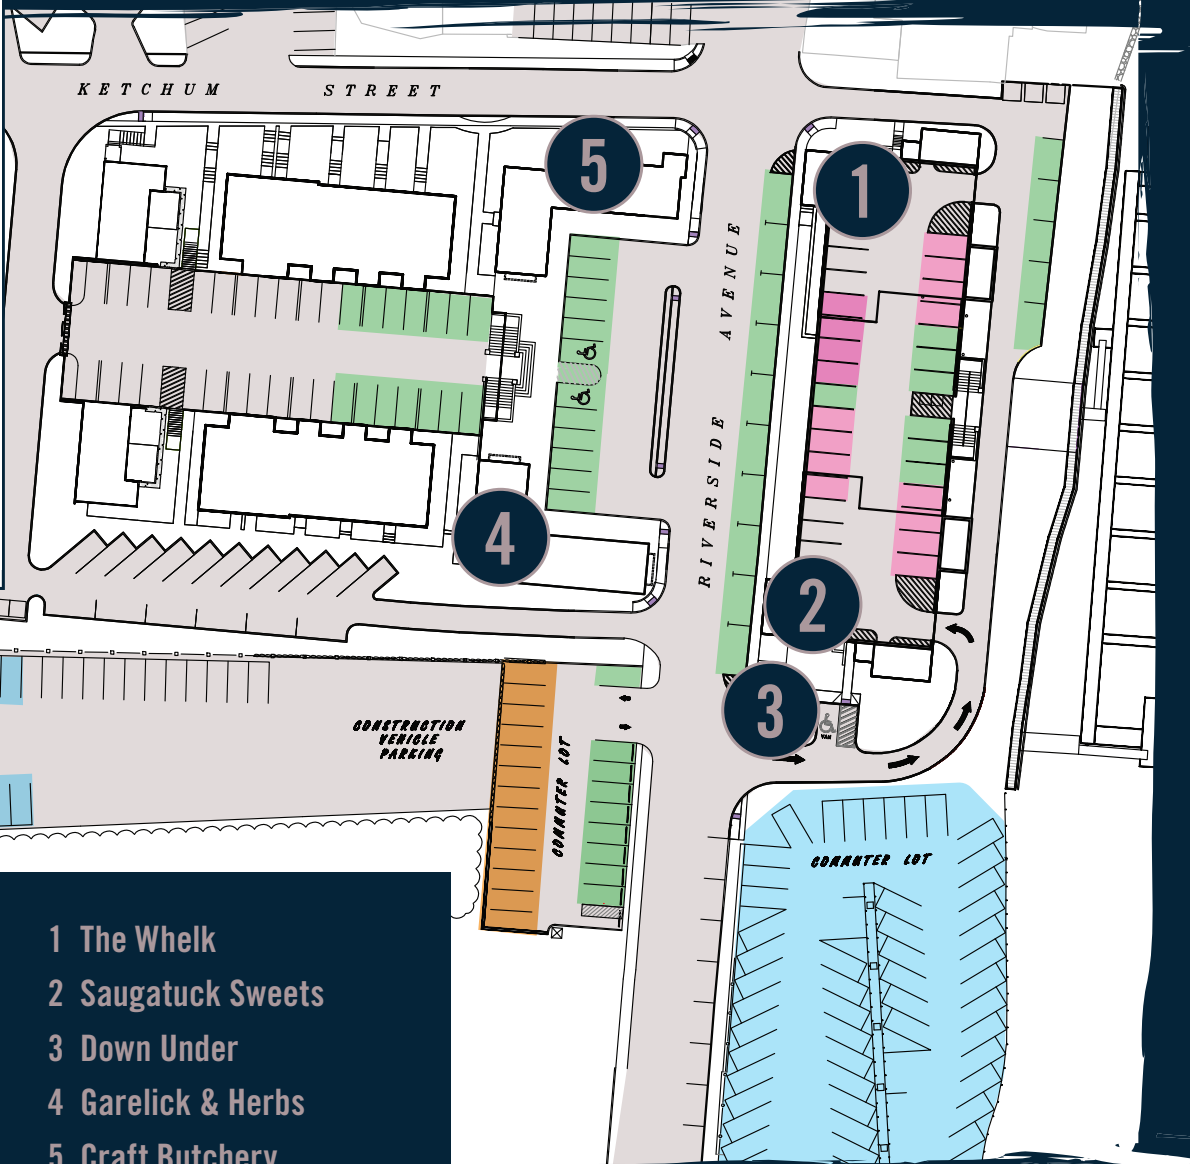 KETCHUM STREET
5
1
RIVERSIDE AVENUE
4
2
3
CONSTRUCTION
VEHICLE
PARKING
COMMUTER LOT
COMMUTER LOT
1 The Whelk
2 Saugatuck Sweets
3 Down Under
4 Garelick & Herbs
5 Craft Butchery